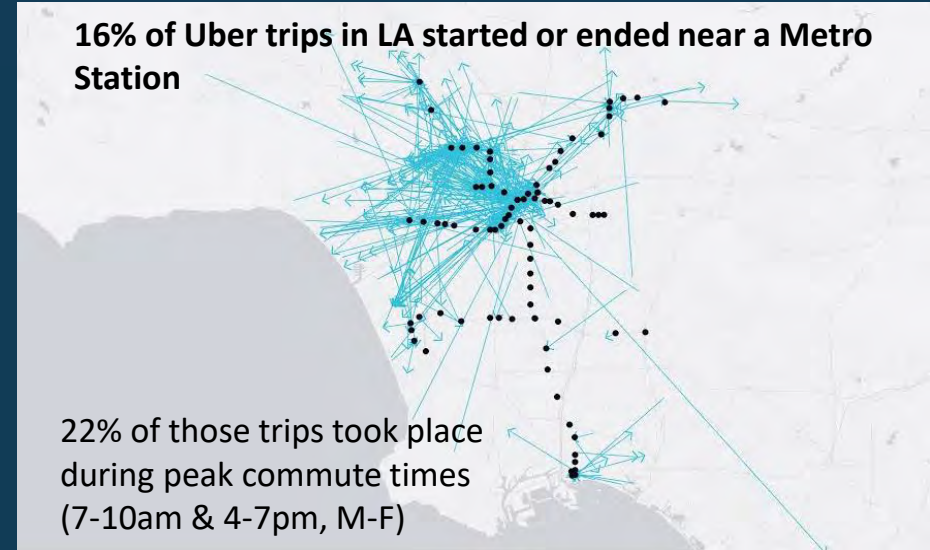 16% of Uber trips in LA started or ended near a Metro
Station
22% of those trips took place
during peak commute times
(7-10am & 4-7pm, M-F)